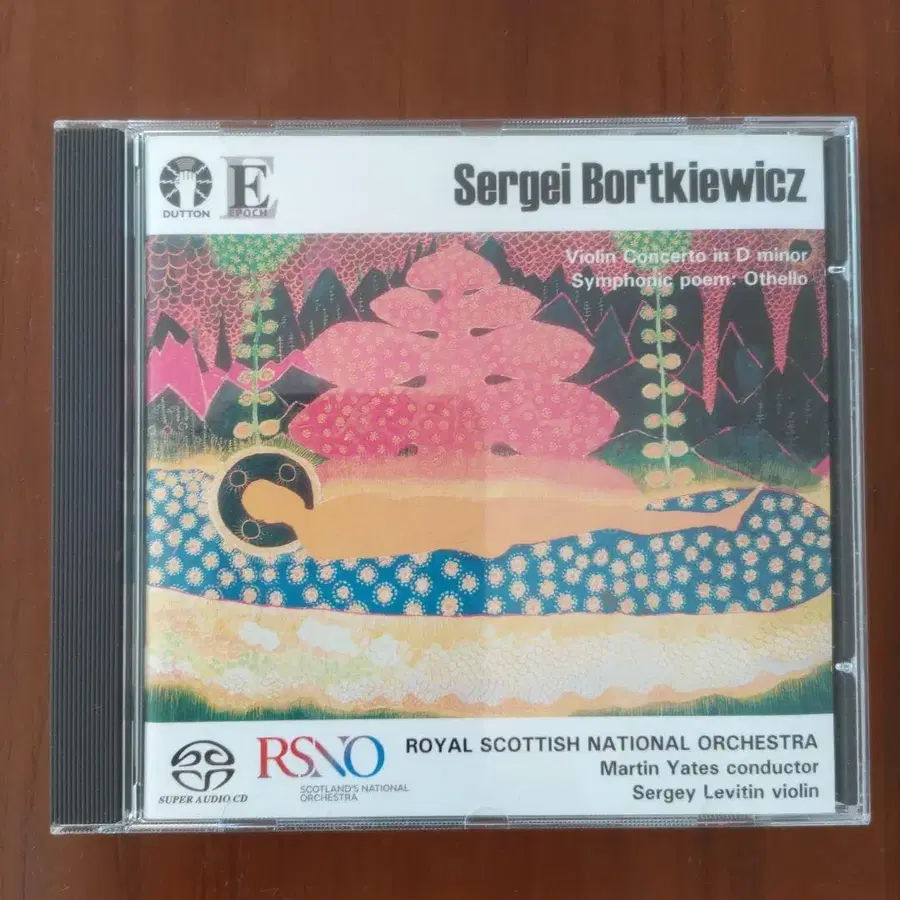 DUTTON
E
EPOCH
Sergei Bortkiewicz
Violin Concerto in D minor
Symphonic poem: Othello
SUPER AUDIO CD
RSNO
SCOTLAND'S NATIONAL
ORCHESTRA
ROYAL SCOTTISH NATIONAL ORCHESTRA
Martin Yates conductor
Sergey Levitin violin